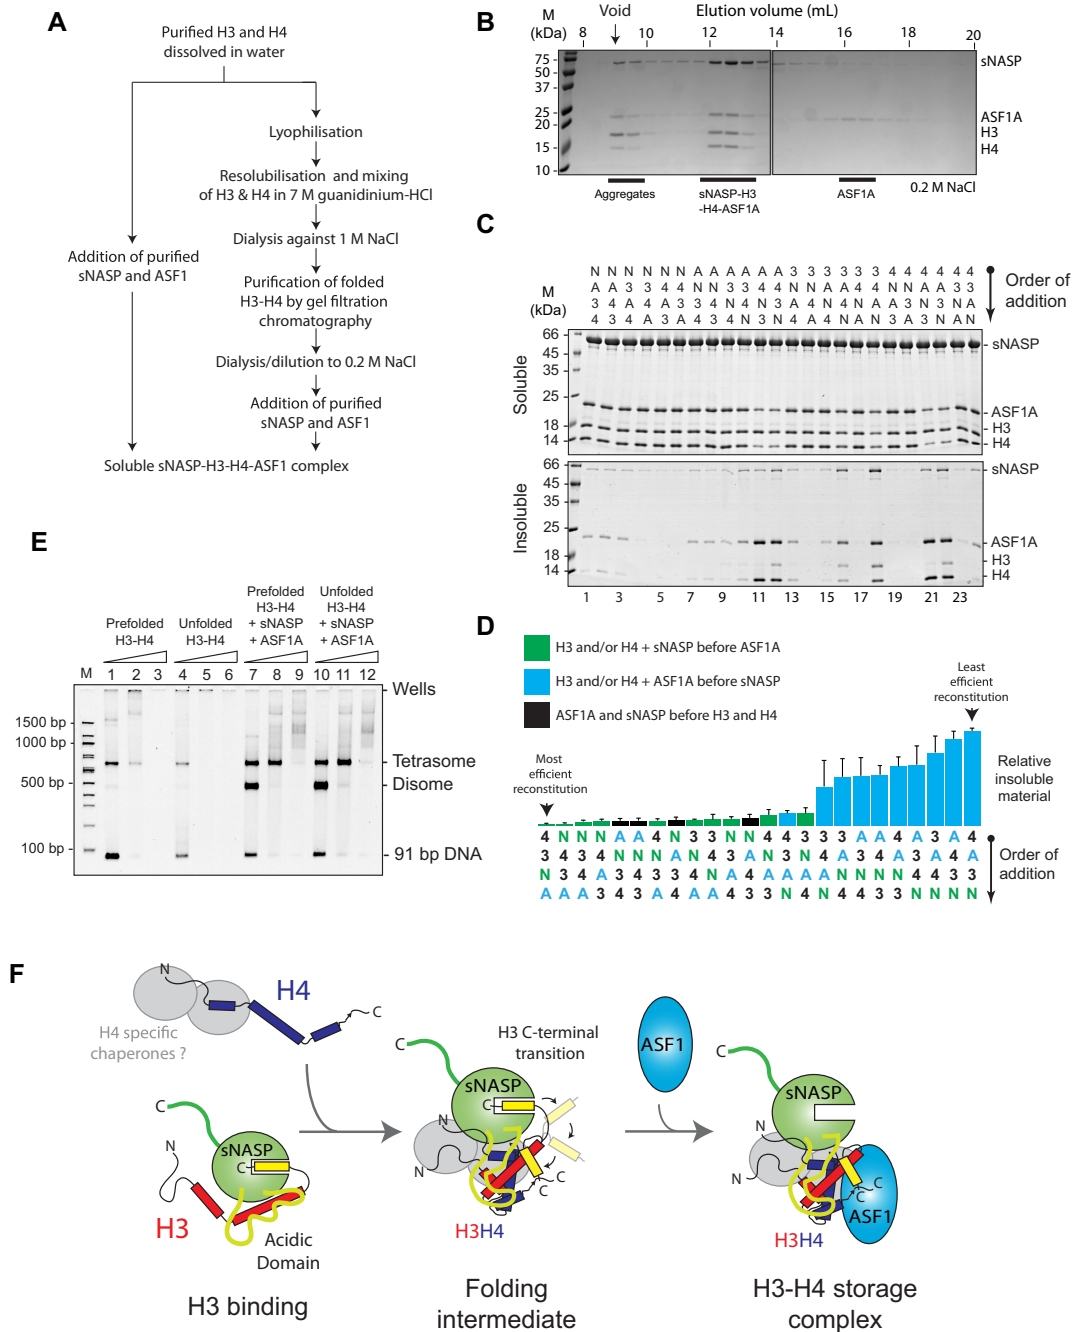 A
Purified H3 and H4
dissolved in water
Lyophilisation
Resolubilisation and mixing
of H3 & H4 in 7 M guanidinium-HCl
Dialysis against 1 M NaCl
Addition of purified
sNASP and ASF1
Purification of folded
H3-H4 by gel filtration
chromatography
Dialysis/dilution to 0.2 M NaCl
Addition of purified
sNASP and ASF1
Soluble sNASP-H3-H4-ASF1 complex
B
M
(kDa)
Void
Elution volume (mL)
8 10 12 14 16 18 20
75
50
37
25
20
15
10
sNASP
ASF1A
H3
H4
Aggregates
sNASP-H3
-H4-ASF1A
ASF1A
0.2 M NaCl
C
M
(kDa)
Order of
addition
Soluble
66
45
35
25
18
14
sNASP
ASF1A
H3
H4
Insoluble
66
45
35
25
18
14
sNASP
ASF1A
H3
H4
1 3 5 7 9 11 13 15 17 19 21 23
D
H3 and/or H4 + sNASP before ASF1A
H3 and/or H4 + ASF1A before sNASP
ASF1A and sNASP before H3 and H4
Most
efficient
reconstitution
Least
efficient
reconstitution
Relative
insoluble
material
Order of
addition
E
Prefolded
H3-H4
Unfolded
H3-H4
Prefolded
H3-H4
+ sNASP
+ ASF1A
Unfolded
H3-H4
+ sNASP
+ ASF1A
M 1 2 3 4 5 6 7 8 9 10 11 12
1500 bp
1000 bp
500 bp
100 bp
Wells
Tetrasome
Disome
91 bp DNA
F
N
H4
C
H4 specific
chaperones ?
C
N
sNASP
C
H3
Acidic
Domain
H3 binding
C
sNASP
C
N
N
C
C
H3H4
H3 C-terminal
transition
Folding
intermediate
ASF1
C
sNASP
N
N
C
C
ASF1
H3H4
H3-H4 storage
complex